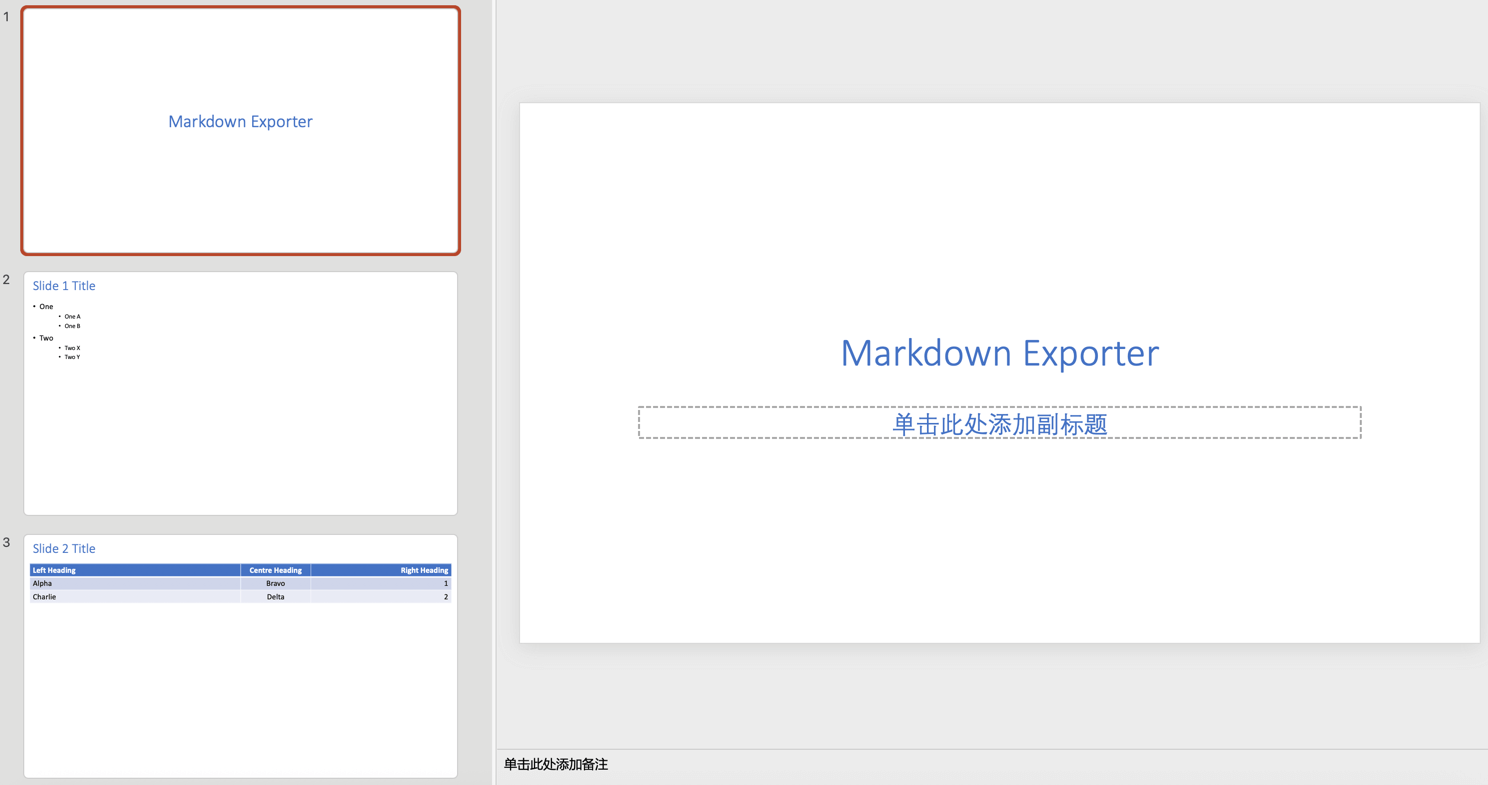 1
Markdown Exporter
2
Slide 1 Title
• One
• One A
• One B
• Two
• Two X
• Two Y
3
Slide 2 Title
Left Heading Centre Heading Right Heading
Alpha Bravo 1
Charlie Delta 2
Markdown Exporter
单击此处添加副标题
单击此处添加备注